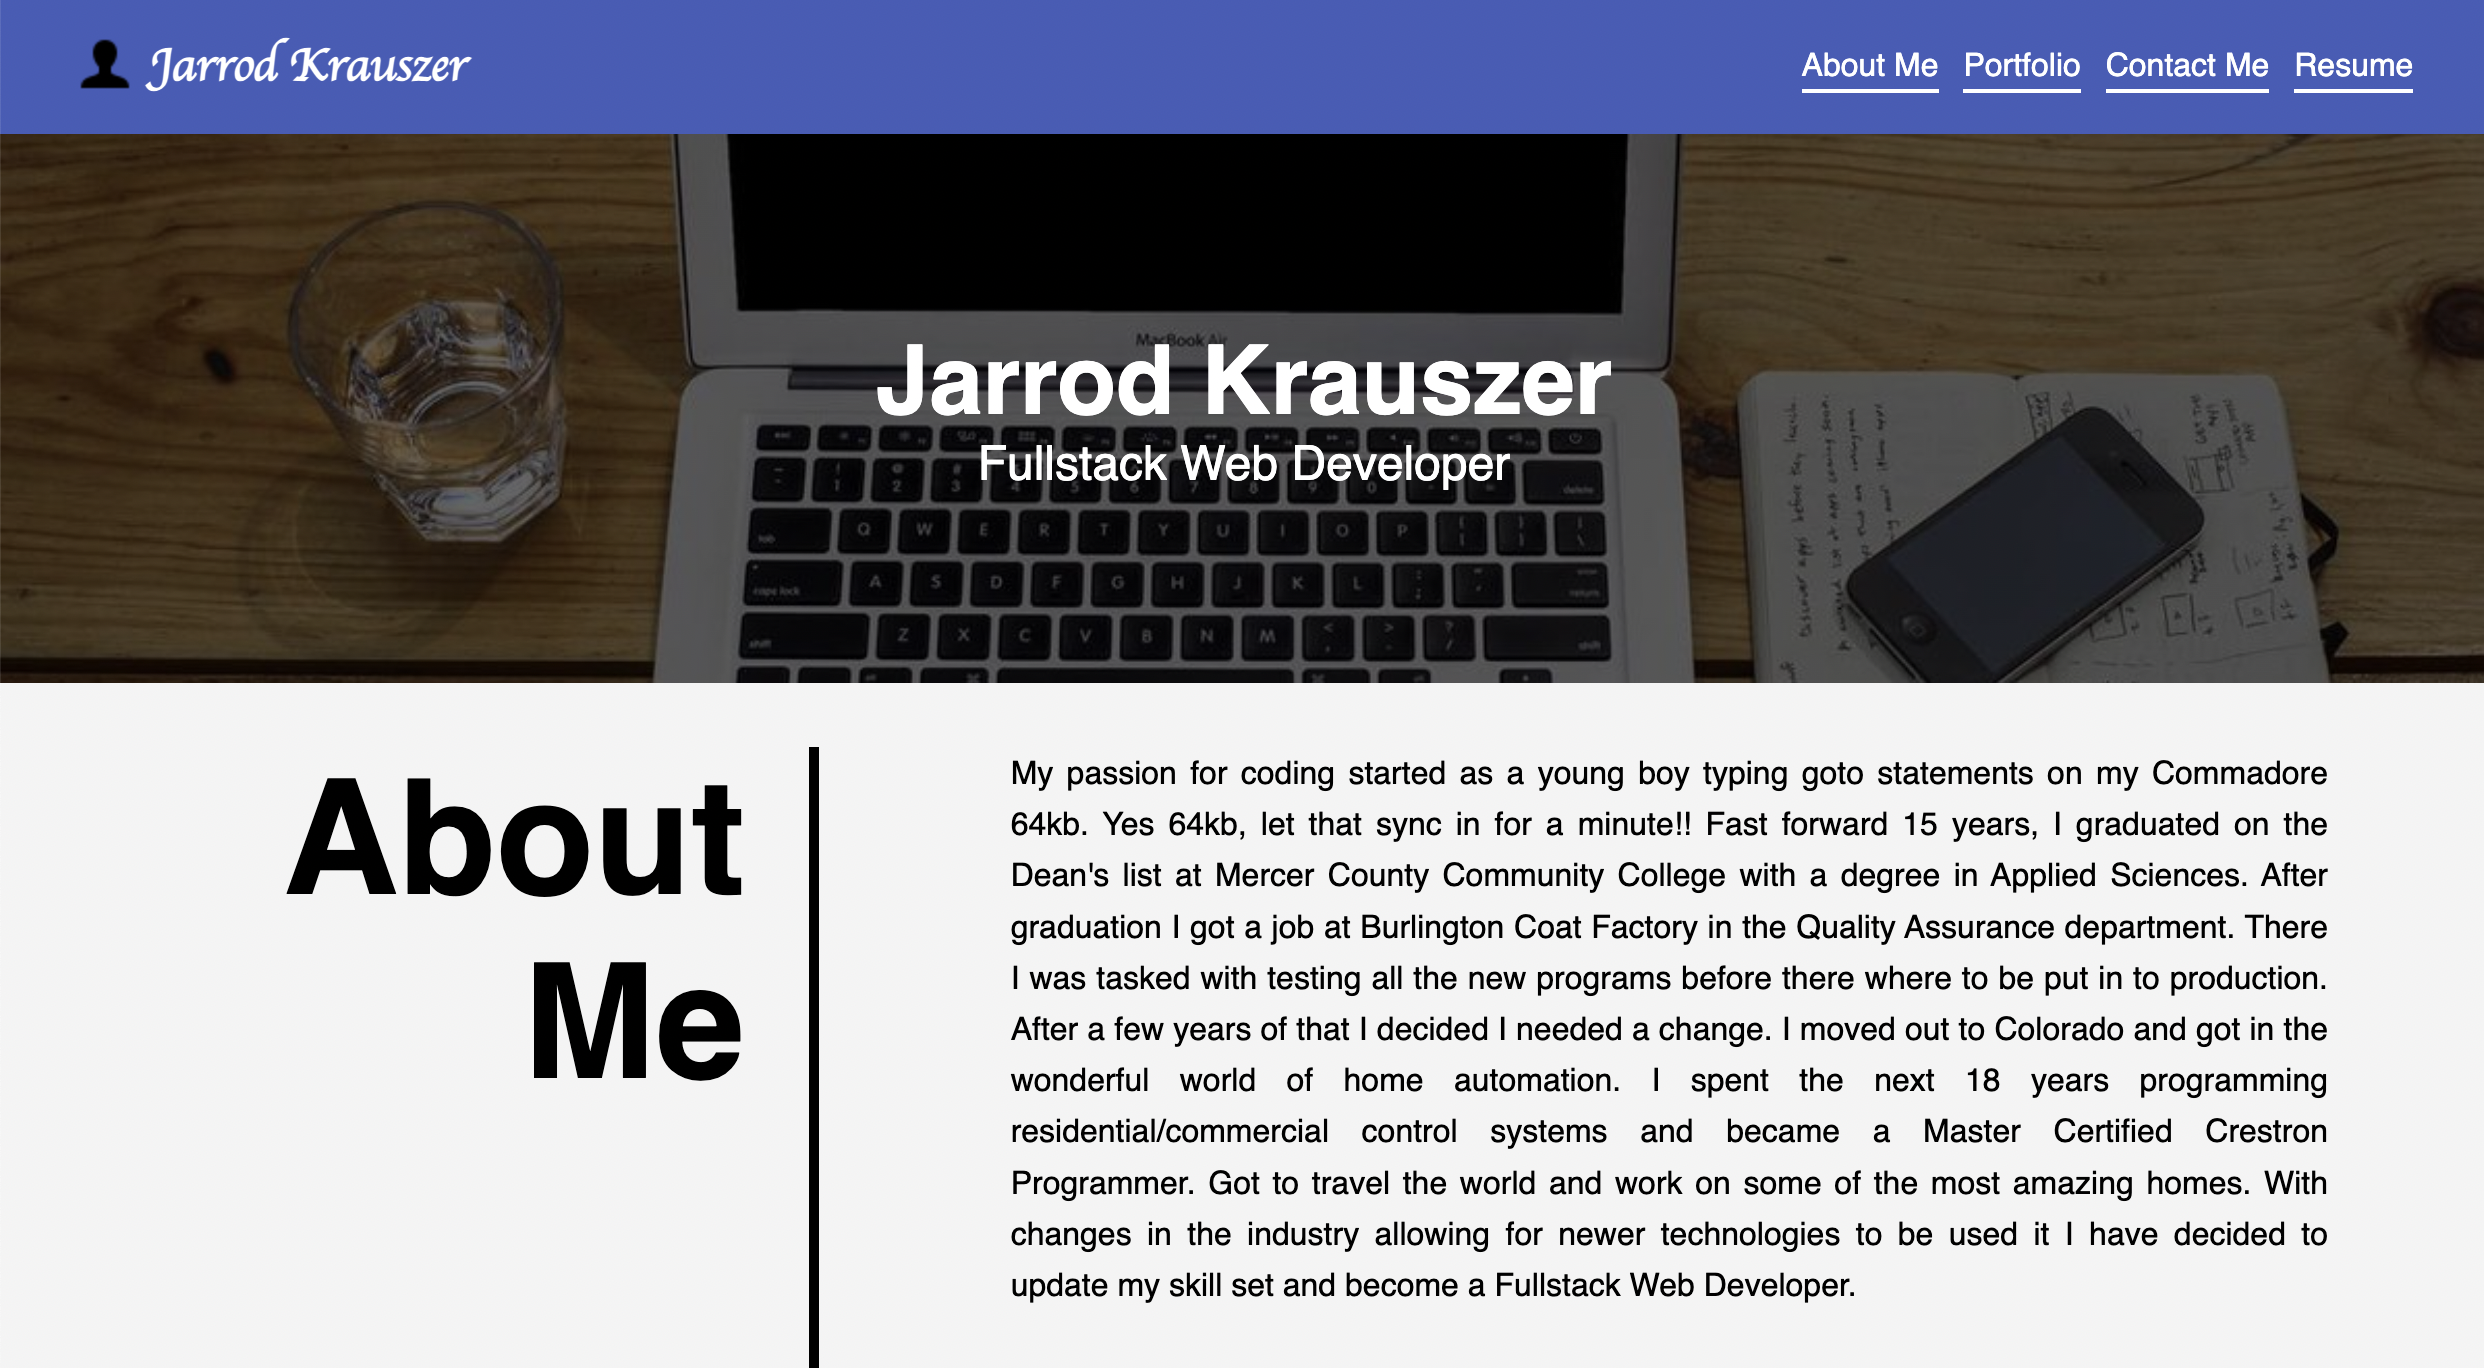 Jarrod Krauszer
About Me Portfolio Contact Me Resume
MacBook Air
Jarrod Krauszer
Fullstack Web Developer
Q W E R T Y U I O P
A S D F G H J K L
caps lock
Z X C V B N M
About
Me
My passion for coding started as a young boy typing goto statements on my Commadore
64kb. Yes 64kb, let that sync in for a minute!! Fast forward 15 years, I graduated on the
Dean's list at Mercer County Community College with a degree in Applied Sciences. After
graduation I got a job at Burlington Coat Factory in the Quality Assurance department. There
I was tasked with testing all the new programs before there where to be put in to production.
After a few years of that I decided I needed a change. I moved out to Colorado and got in the
wonderful world of home automation. I spent the next 18 years programming
residential/commercial control systems and became a Master Certified Crestron
Programmer. Got to travel the world and work on some of the most amazing homes. With
changes in the industry allowing for newer technologies to be used it I have decided to
update my skill set and become a Fullstack Web Developer.